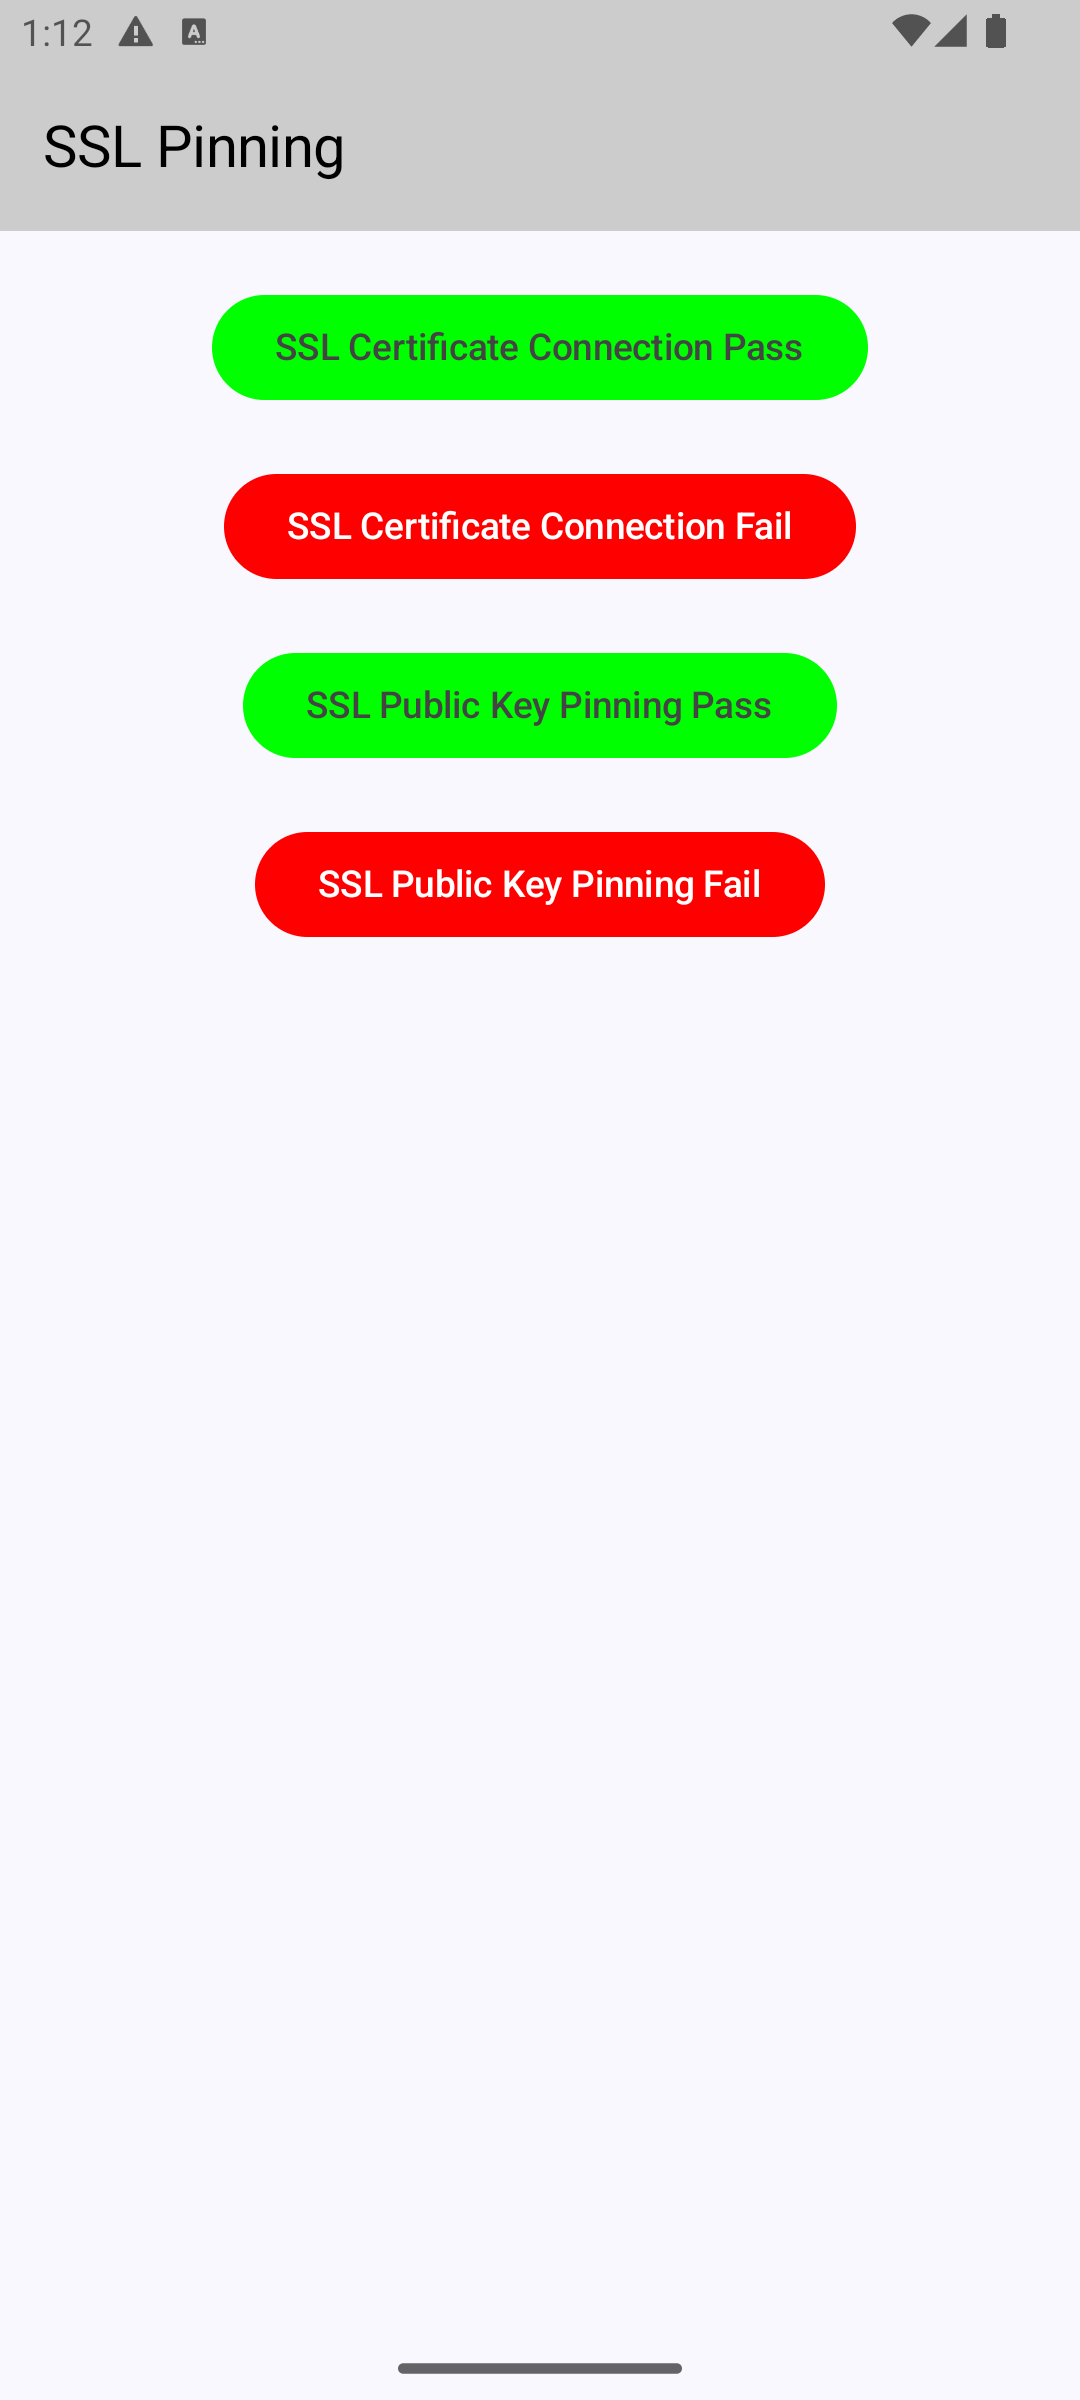 1:12
SSL Pinning
SSL Certificate Connection Pass
SSL Certificate Connection Fail
SSL Public Key Pinning Pass
SSL Public Key Pinning Fail